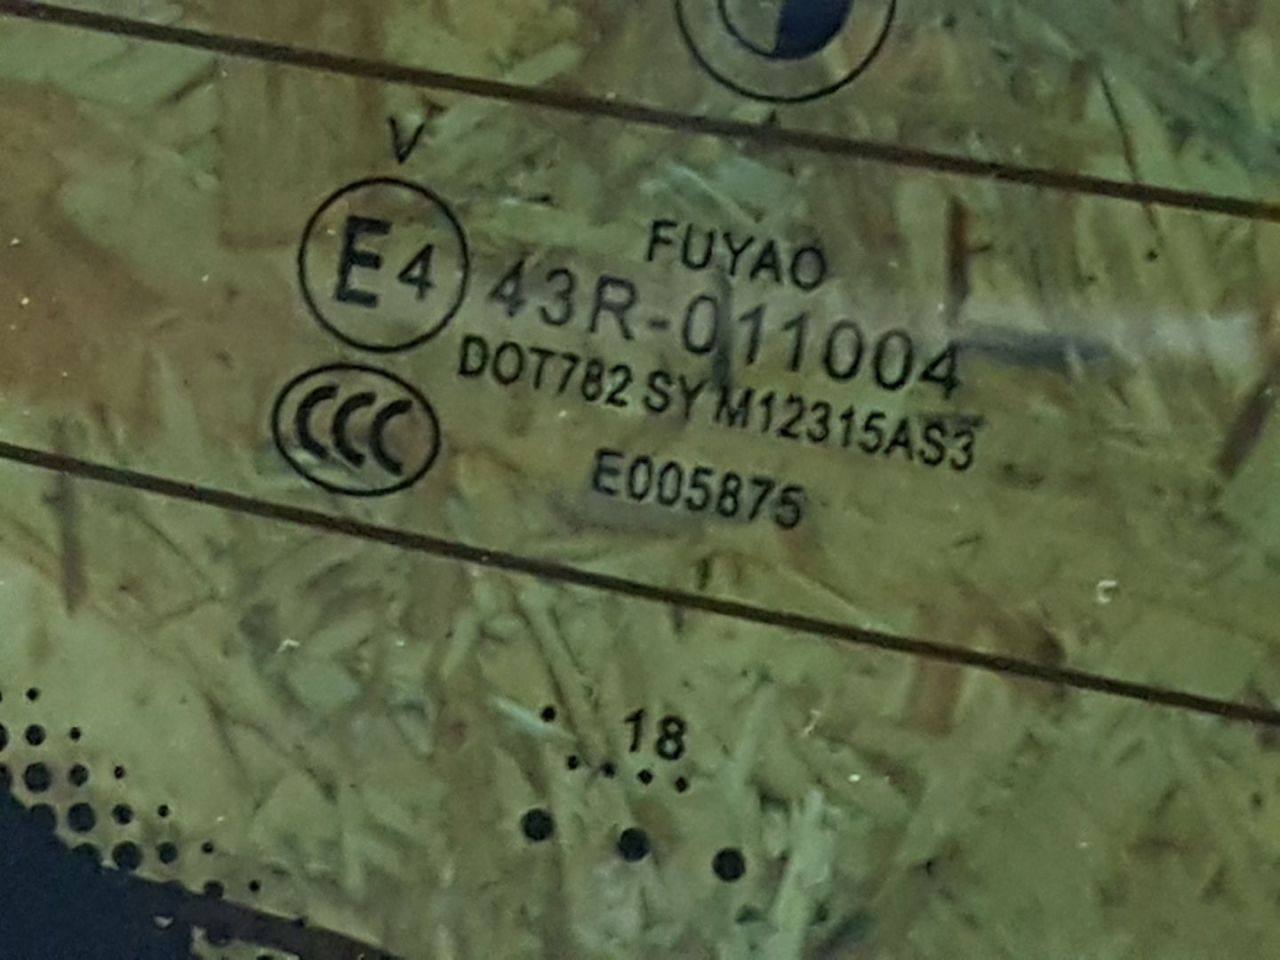 V
E4
FUYAO
43R-011004
DOT782 SY M12315AS3
CCC
E005875
18